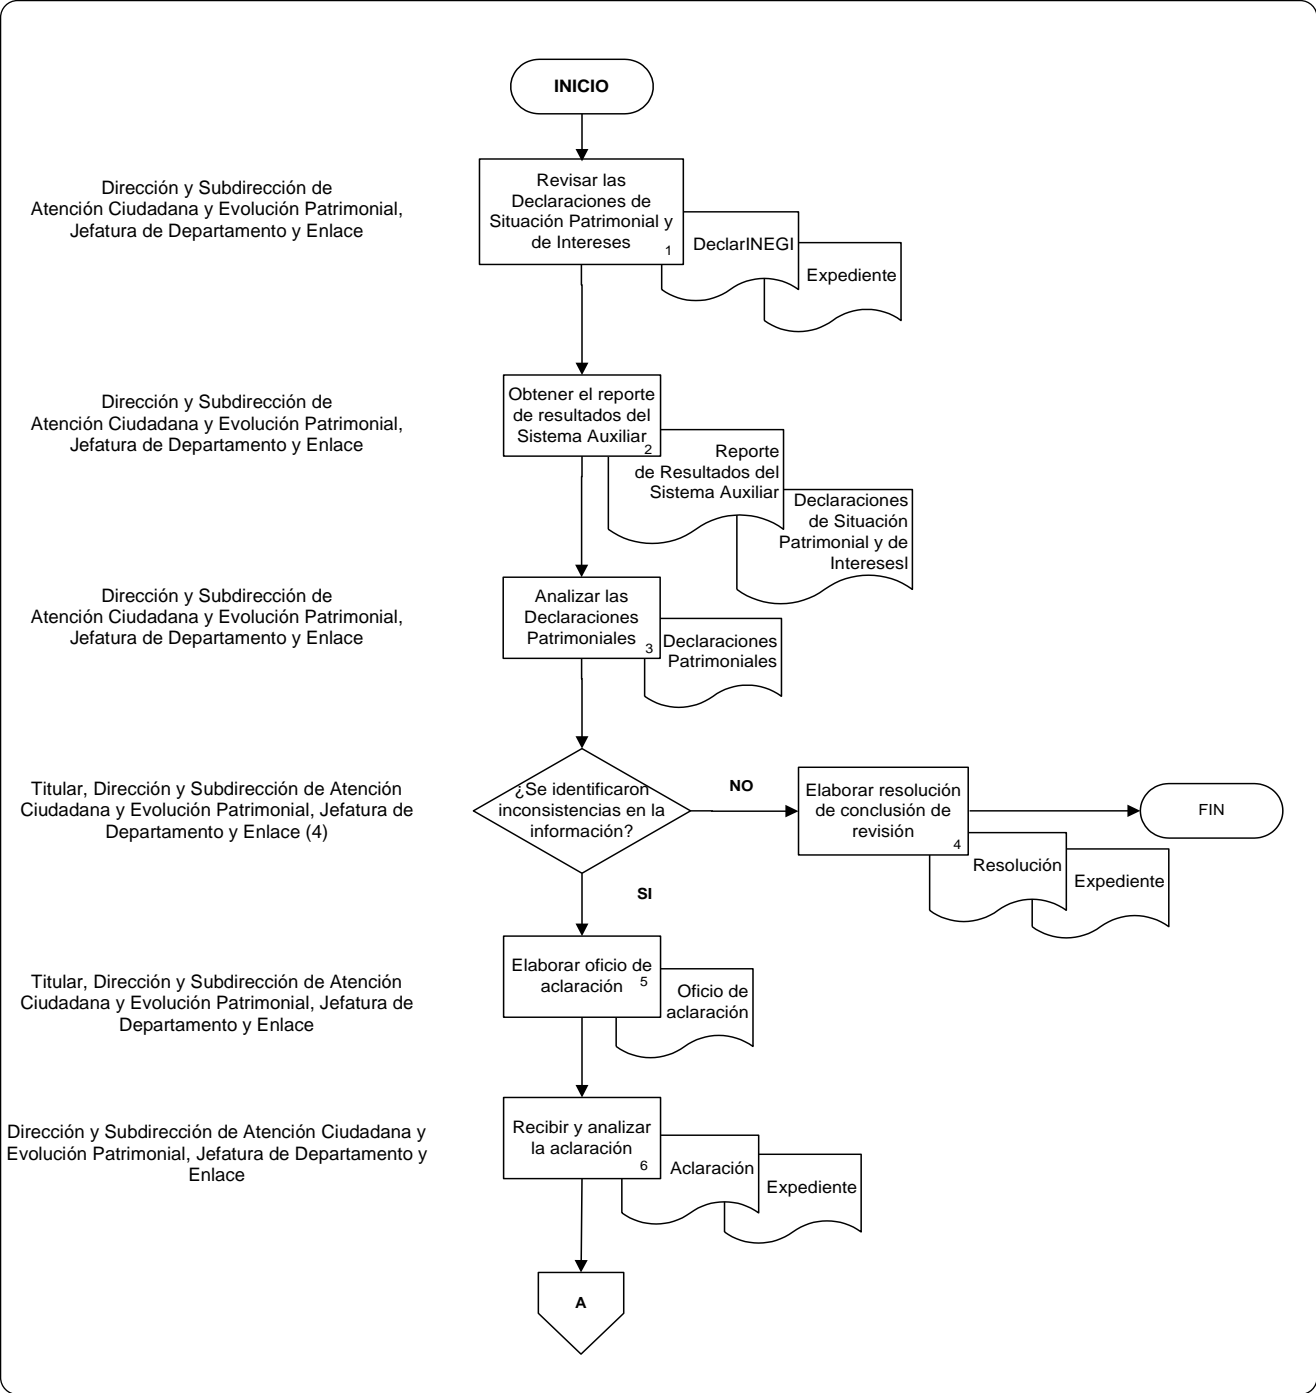 INICIO
Dirección y Subdirección de
Atención Ciudadana y Evolución Patrimonial,
Jefatura de Departamento y Enlace
Revisar las
Declaraciones de
Situación Patrimonial y
de Intereses
1
DeclarINEGI
Expediente
Dirección y Subdirección de
Atención Ciudadana y Evolución Patrimonial,
Jefatura de Departamento y Enlace
Obtener el reporte
de resultados del
Sistema Auxiliar
2
Reporte
de Resultados del
Sistema Auxiliar
Declaraciones
de Situación
Patrimonial y de
Interesesl
Dirección y Subdirección de
Atención Ciudadana y Evolución Patrimonial,
Jefatura de Departamento y Enlace
Analizar las
Declaraciones
Patrimoniales
3
Declaraciones
Patrimoniales
Titular, Dirección y Subdirección de Atención
Ciudadana y Evolución Patrimonial, Jefatura de
Departamento y Enlace (4)
¿Se identificaron
inconsistencias en la
información?
NO
Elaborar resolución
de conclusión de
revisión
4
Resolución
Expediente
FIN
SI
Titular, Dirección y Subdirección de Atención
Ciudadana y Evolución Patrimonial, Jefatura de
Departamento y Enlace
Elaborar oficio de
aclaración
5
Oficio de
aclaración
Dirección y Subdirección de Atención Ciudadana y
Evolución Patrimonial, Jefatura de Departamento y
Enlace
Recibir y analizar
la aclaración
6
Aclaración
Expediente
A